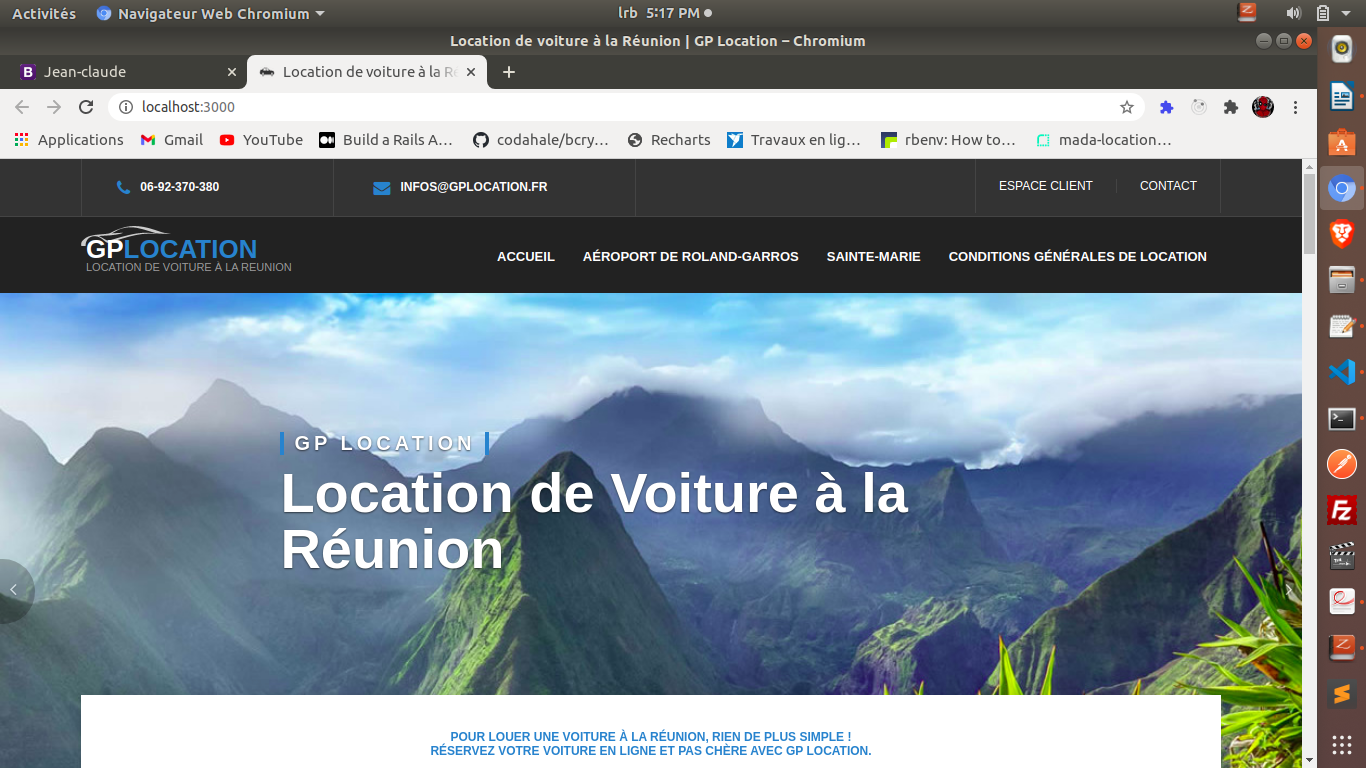 Activités
Navigateur Web Chromium
lrb 5:17 PM
Location de voiture à la Réunion | GP Location – Chromium
Jean-claude
Location de voiture à la Ré
localhost:3000
Applications
Gmail
YouTube
Build a Rails A…
codahale/bcry…
Recharts
Travaux en lig…
rbenv: How to…
mada-location…
06-92-370-380
INFOS@GPLOCATION.FR
ESPACE CLIENT
CONTACT
GPLOCATION
LOCATION DE VOITURE À LA REUNION
ACCUEIL
AÉROPORT DE ROLAND-GARROS
SAINTE-MARIE
CONDITIONS GÉNÉRALES DE LOCATION
GP LOCATION
Location de Voiture à la
Réunion
POUR LOUER UNE VOITURE À LA RÉUNION, RIEN DE PLUS SIMPLE !
RÉSERVEZ VOTRE VOITURE EN LIGNE ET PAS CHÈRE AVEC GP LOCATION.